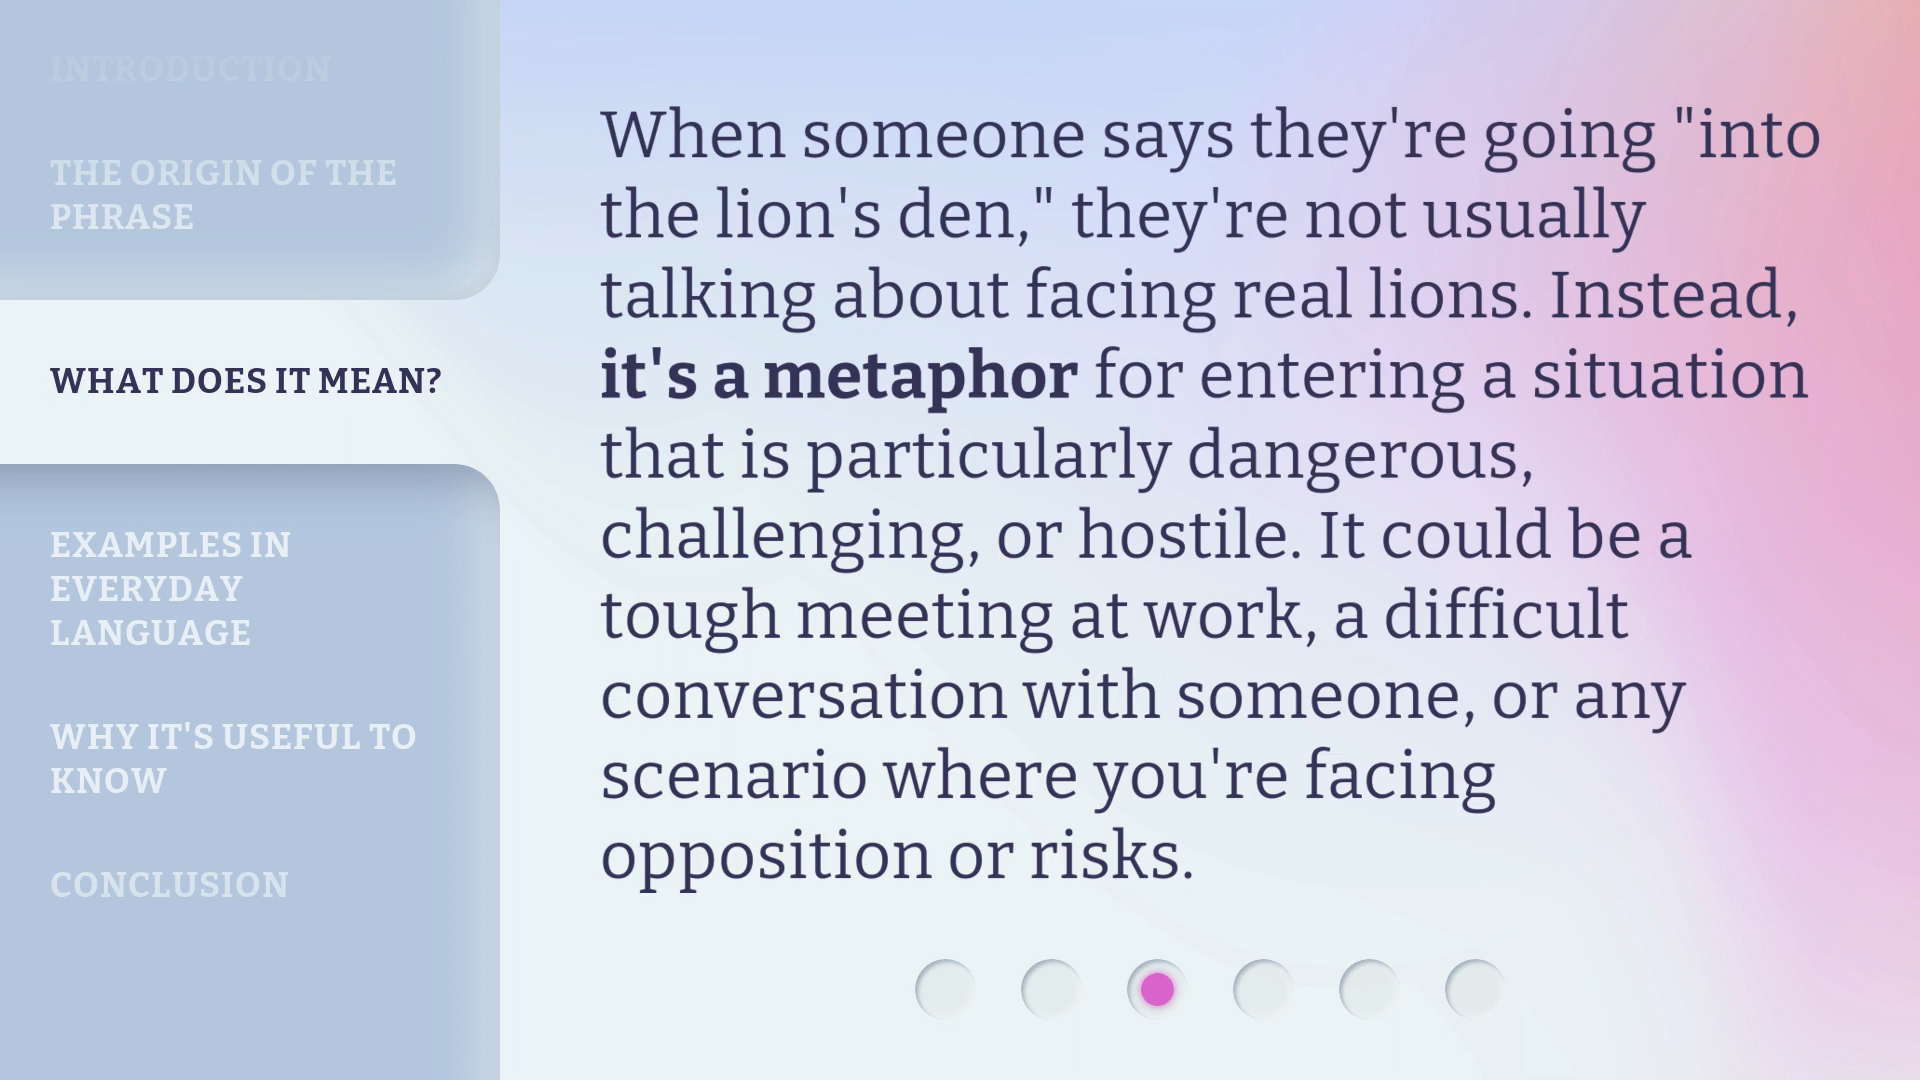 INTRODUCTION
THE ORIGIN OF THE
PHRASE
WHAT DOES IT MEAN?
EXAMPLES IN
EVERYDAY
LANGUAGE
WHY IT'S USEFUL TO
KNOW
CONCLUSION
When someone says they're going "into
the lion's den," they're not usually
talking about facing real lions. Instead,
it's a metaphor for entering a situation
that is particularly dangerous,
challenging, or hostile. It could be a
tough meeting at work, a difficult
conversation with someone, or any
scenario where you're facing
opposition or risks.